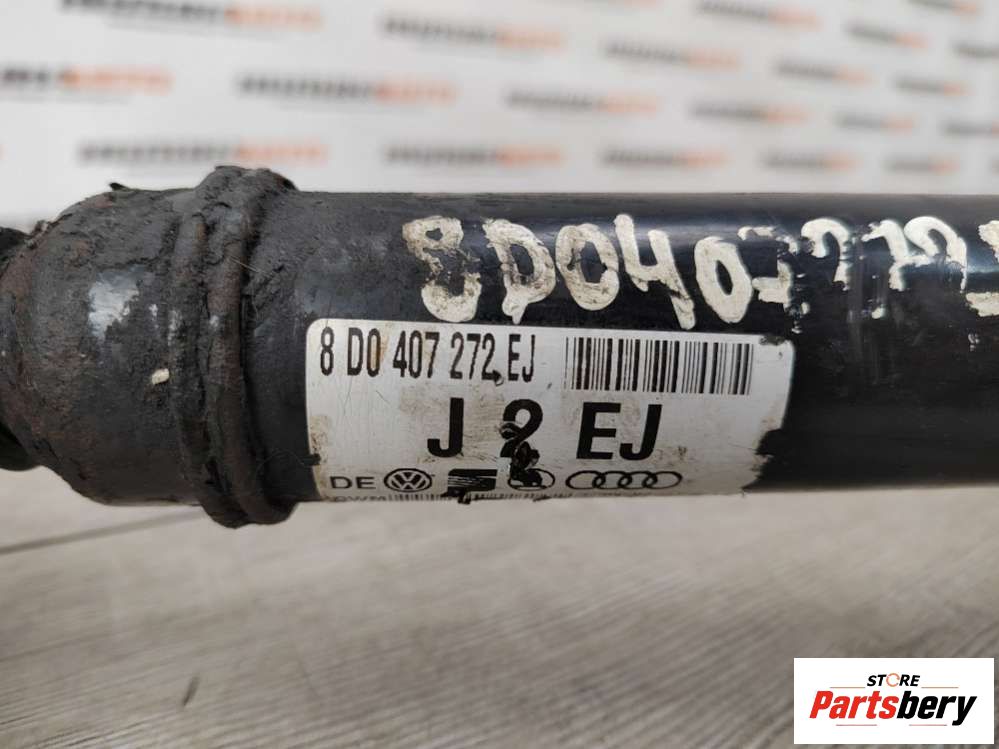 8D0407272
8 D0 407 272 EJ
J 2 EJ
DE
STORE
Partsbery